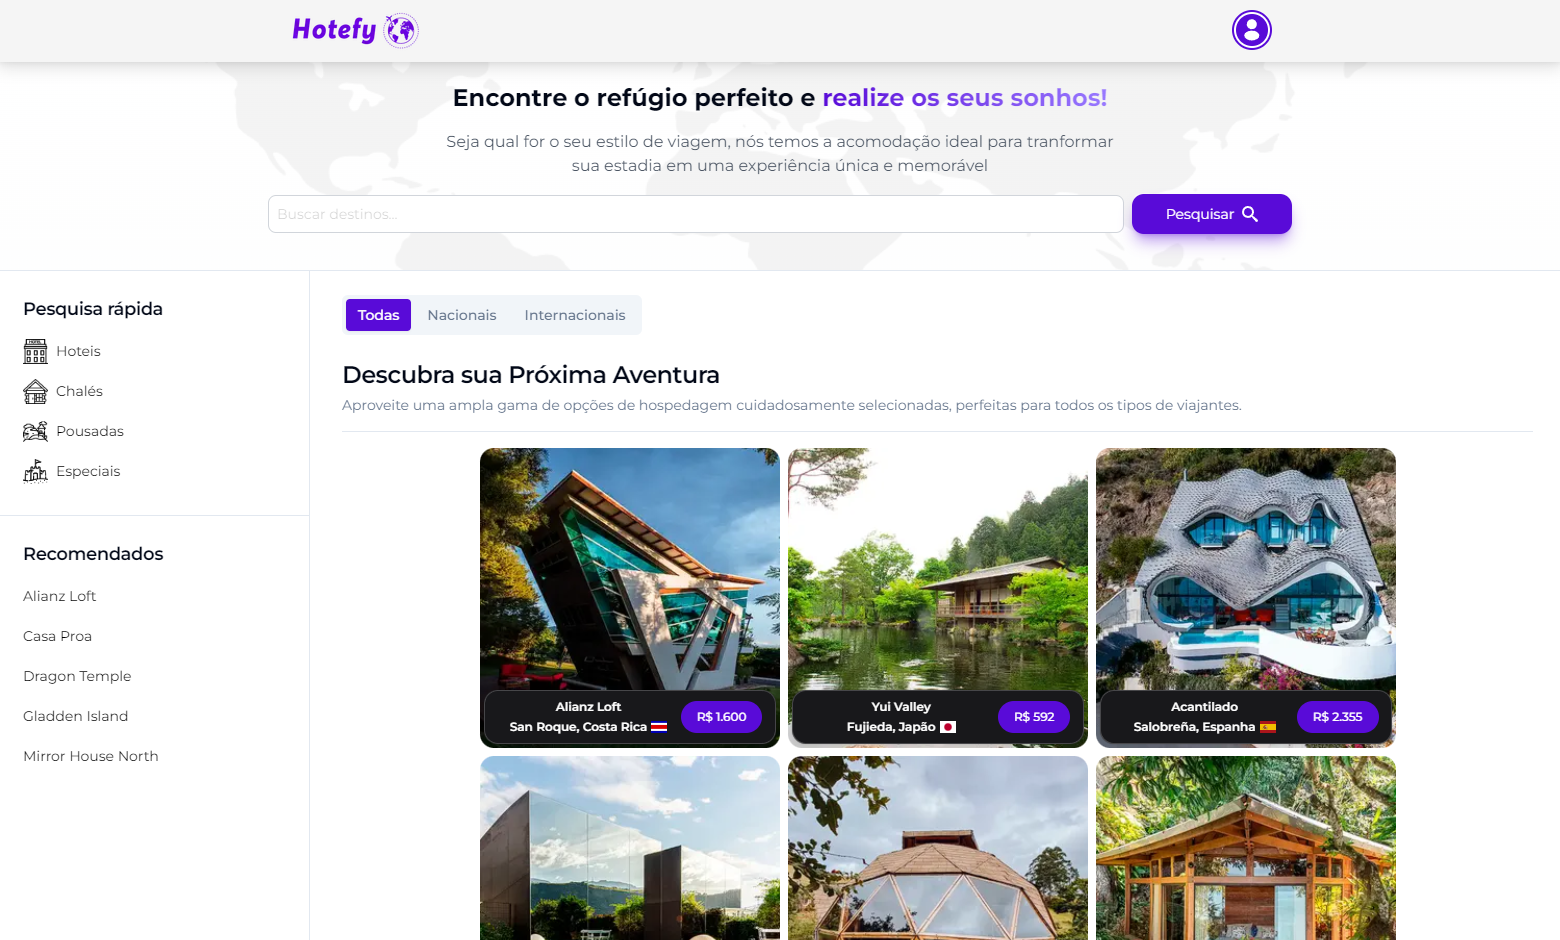 Hotefy
Encontre o refúgio perfeito e realize os seus sonhos!
Seja qual for o seu estilo de viagem, nós temos a acomodação ideal para tranformar
sua estadia em uma experiência única e memorável
Buscar destinos...
Pesquisar
Pesquisa rápida
Hoteis
Chalés
Pousadas
Especiais
Recomendados
Alianz Loft
Casa Proa
Dragon Temple
Gladden Island
Mirror House North
Todas
Nacionais
Internacionais
Descubra sua Próxima Aventura
Aproveite uma ampla gama de opções de hospedagem cuidadosamente selecionadas, perfeitas para todos os tipos de viajantes.
Alianz Loft
San Roque, Costa Rica
R$ 1.600
Yui Valley
Fujieda, Japão
R$ 592
Acantilado
Salobreña, Espanha
R$ 2.355